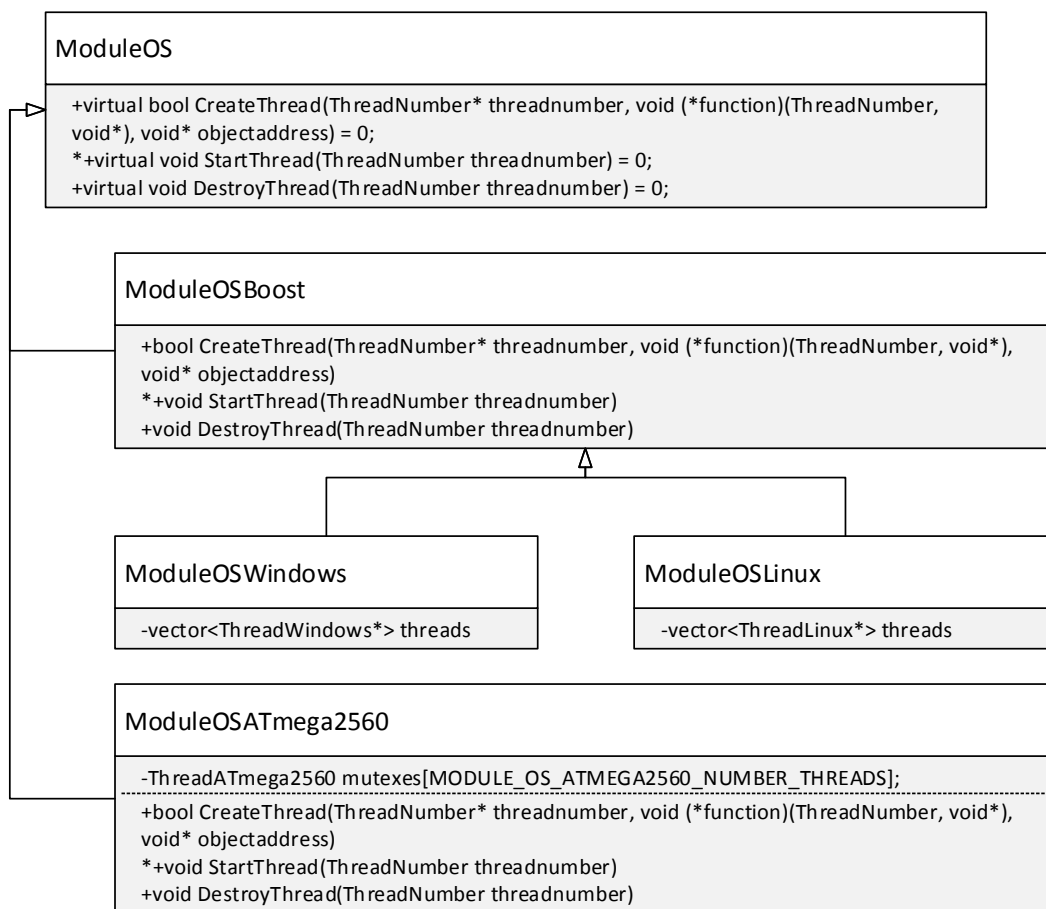 ModuleOS
+virtual bool CreateThread(ThreadNumber* threadnumber, void (*function)(ThreadNumber,
void*), void* objectaddress) = 0;
*+virtual void StartThread(ThreadNumber threadnumber) = 0;
+virtual void DestroyThread(ThreadNumber threadnumber) = 0;
ModuleOSBoost
+bool CreateThread(ThreadNumber* threadnumber, void (*function)(ThreadNumber, void*),
void* objectaddress)
*+void StartThread(ThreadNumber threadnumber)
+void DestroyThread(ThreadNumber threadnumber)
ModuleOSWindows
-vector<ThreadWindows*> threads
ModuleOSLinux
-vector<ThreadLinux*> threads
ModuleOSATmega2560
-ThreadATmega2560 mutexes[MODULE_OS_ATMEGA2560_NUMBER_THREADS];
+bool CreateThread(ThreadNumber* threadnumber, void (*function)(ThreadNumber, void*),
void* objectaddress)
*+void StartThread(ThreadNumber threadnumber)
+void DestroyThread(ThreadNumber threadnumber)